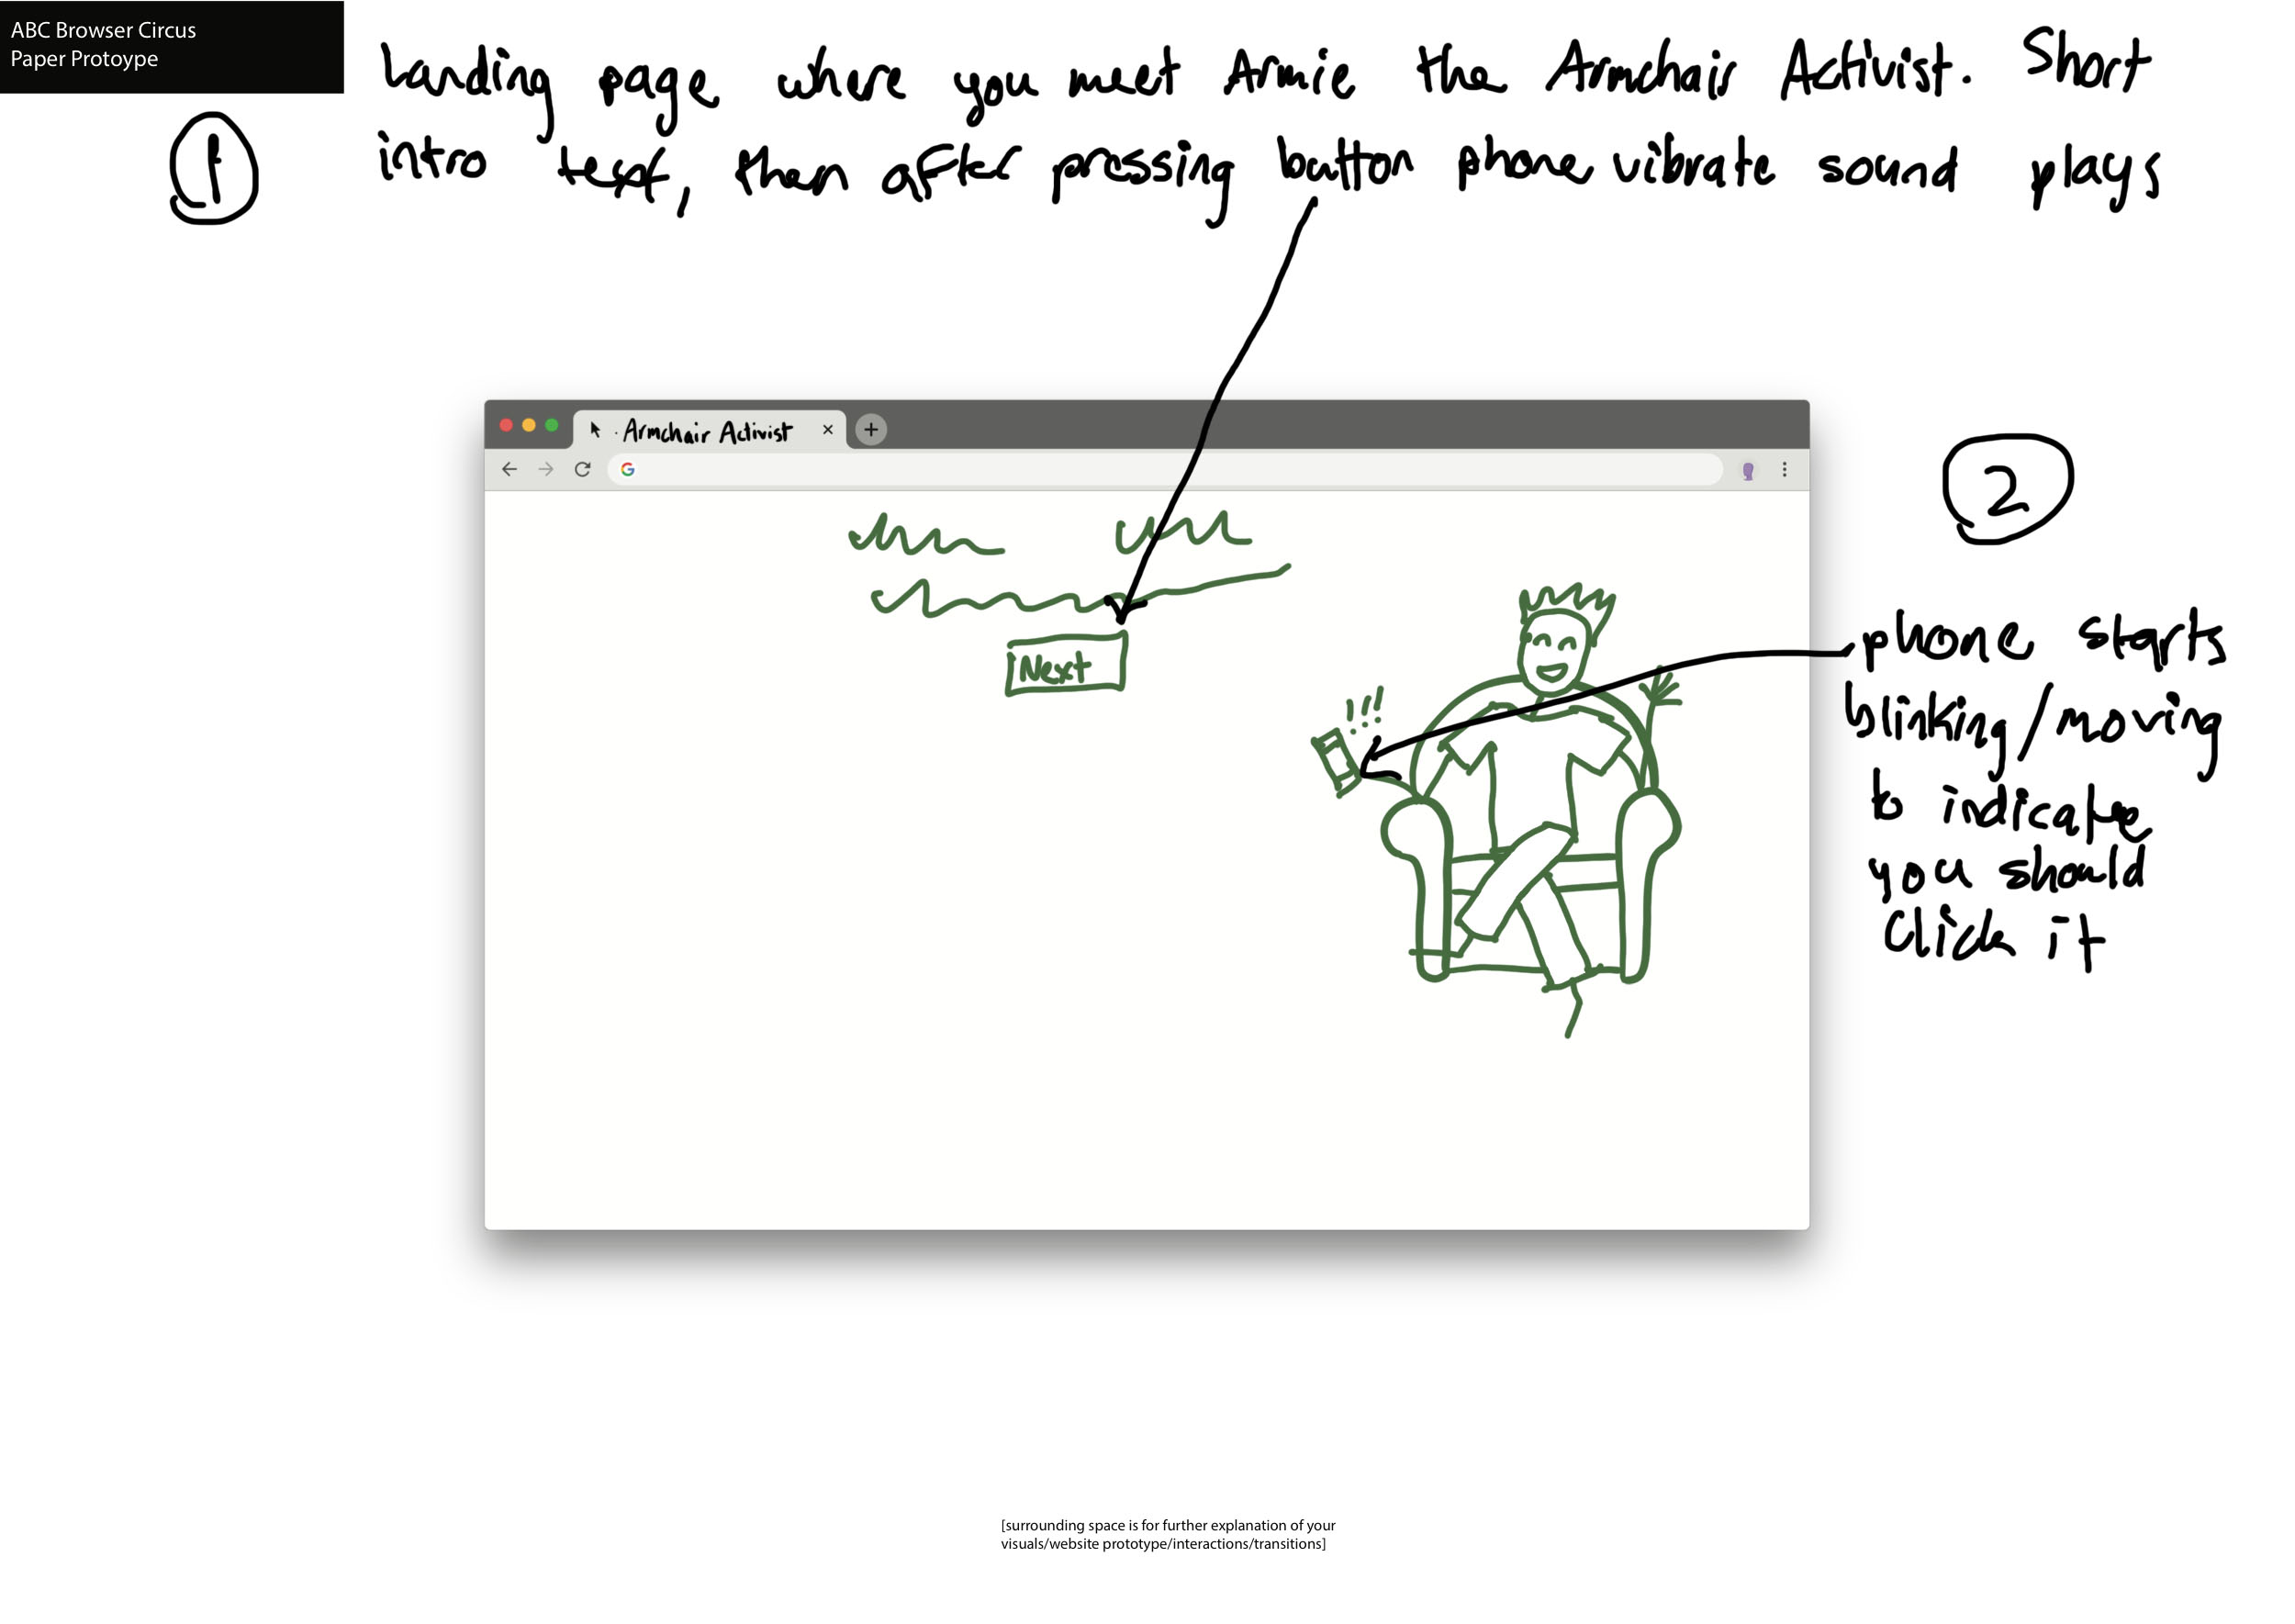 ABC Browser Circus
Paper Protoype
1
Landing page where you meet Armie the Armchair Activist. Short
intro text, then after pressing button phone vibrate sound plays
Armchair Activist
G
Next
!!!
2
phone starts
blinking/moving
to indicate
you should
click it
[surrounding space is for further explanation of your
visuals/website prototype/interactions/transitions]